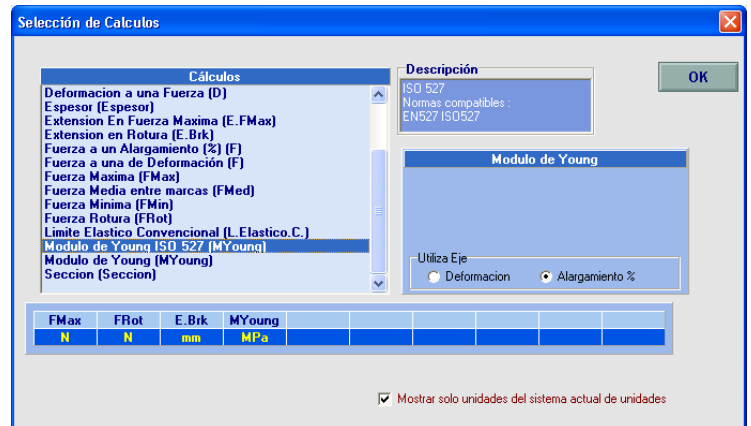 Selección de Calculos
Cálculos
Deformacion a una Fuerza (D)
Espesor (Espesor)
Extension En Fuerza Maxima (E.FMax)
Extension en Rotura (E.Brk)
Fuerza a un Alargamiento (%) (F)
Fuerza a una de Deformación (F)
Fuerza Maxima (FMax)
Fuerza Media entre marcas (FMed)
Fuerza Minima (FMin)
Fuerza Rotura (FRot)
Limite Elastico Convencional (L.Elastico.C.)
Modulo de Young ISO 527 (MYoung)
Modulo de Young (MYoung)
Seccion (Seccion)
Descripción
ISO 527
Normas compatibles :
EN527 ISO527
OK
Modulo de Young
Utiliza Eje
Deformacion Alargamiento %
FMax FRot E.Brk MYoung
N N mm MPa
Mostrar solo unidades del sistema actual de unidades